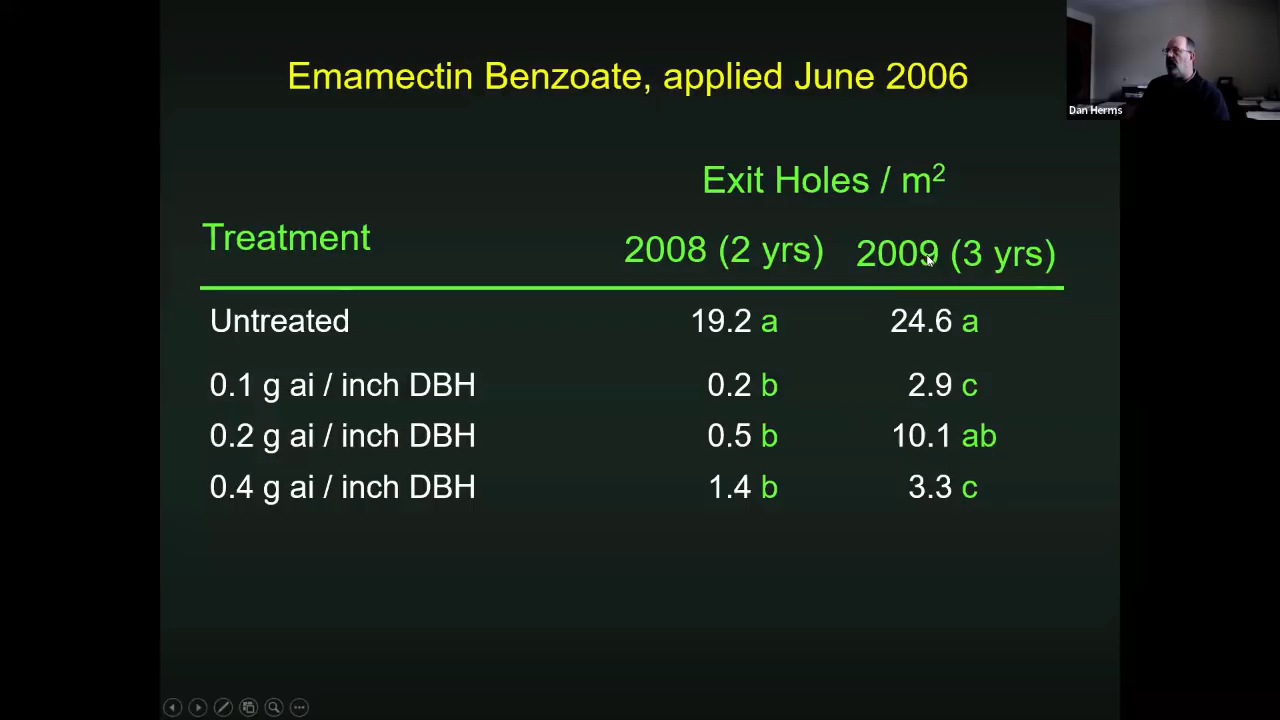 Emamectin Benzoate, applied June 2006
Dan Herms
Exit Holes / m²
Treatment 2008 (2 yrs) 2009 (3 yrs)
Untreated 19.2 a 24.6 a
0.1 g ai / inch DBH 0.2 b 2.9 c
0.2 g ai / inch DBH 0.5 b 10.1 ab
0.4 g ai / inch DBH 1.4 b 3.3 c